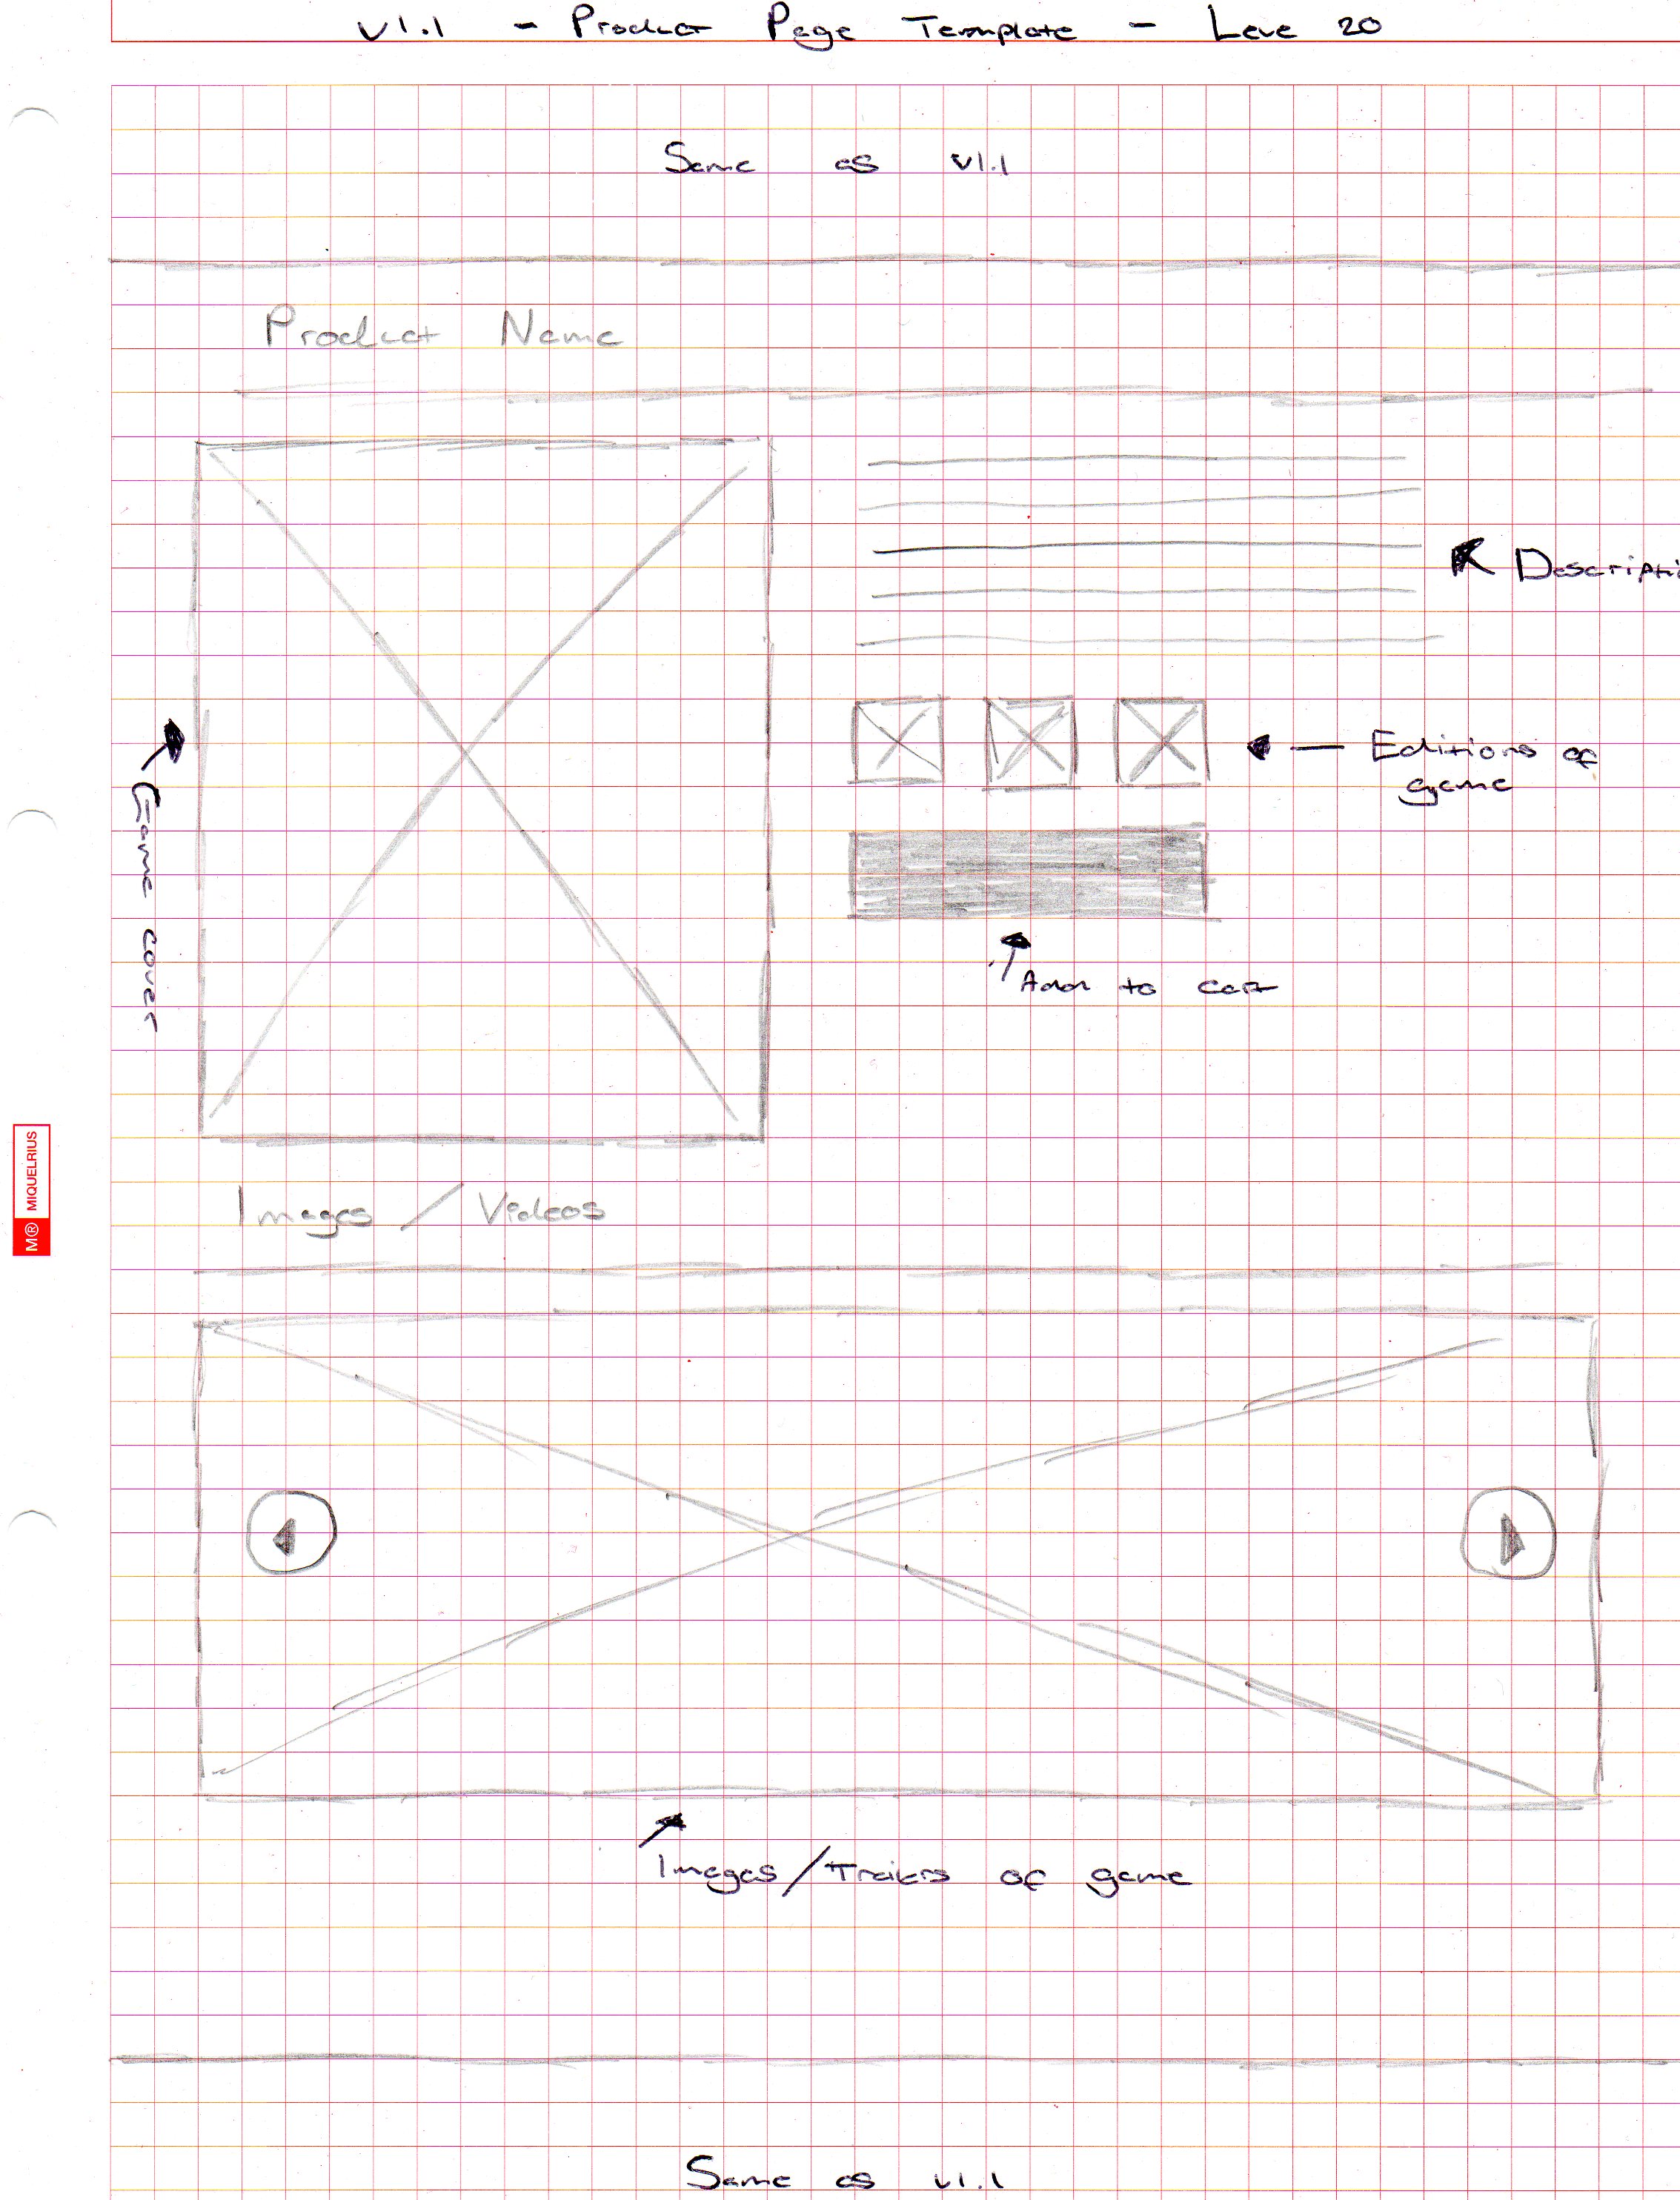 v1.1 - Product Page Template - Leve 20
Same as v1.1
Product Name
Descripti
Editions of
game
Game cover
Add to cart
M® MIQUELRIUS
Images / Videos
Images/Trailers of game
Same as v1.1